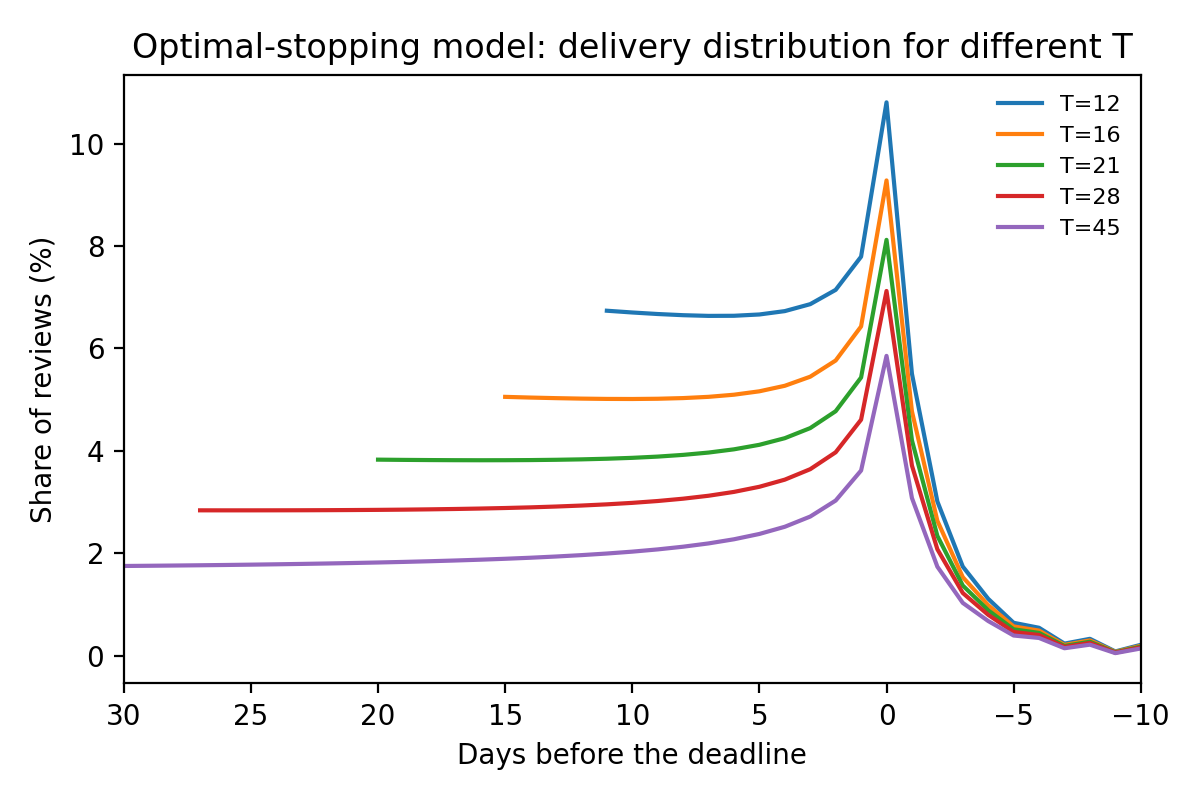 Optimal-stopping model: delivery distribution for different T
Share of reviews (%)
10
8
6
4
2
0
T=12
T=16
T=21
T=28
T=45
30 25 20 15 10 5 0 −5 −10
Days before the deadline